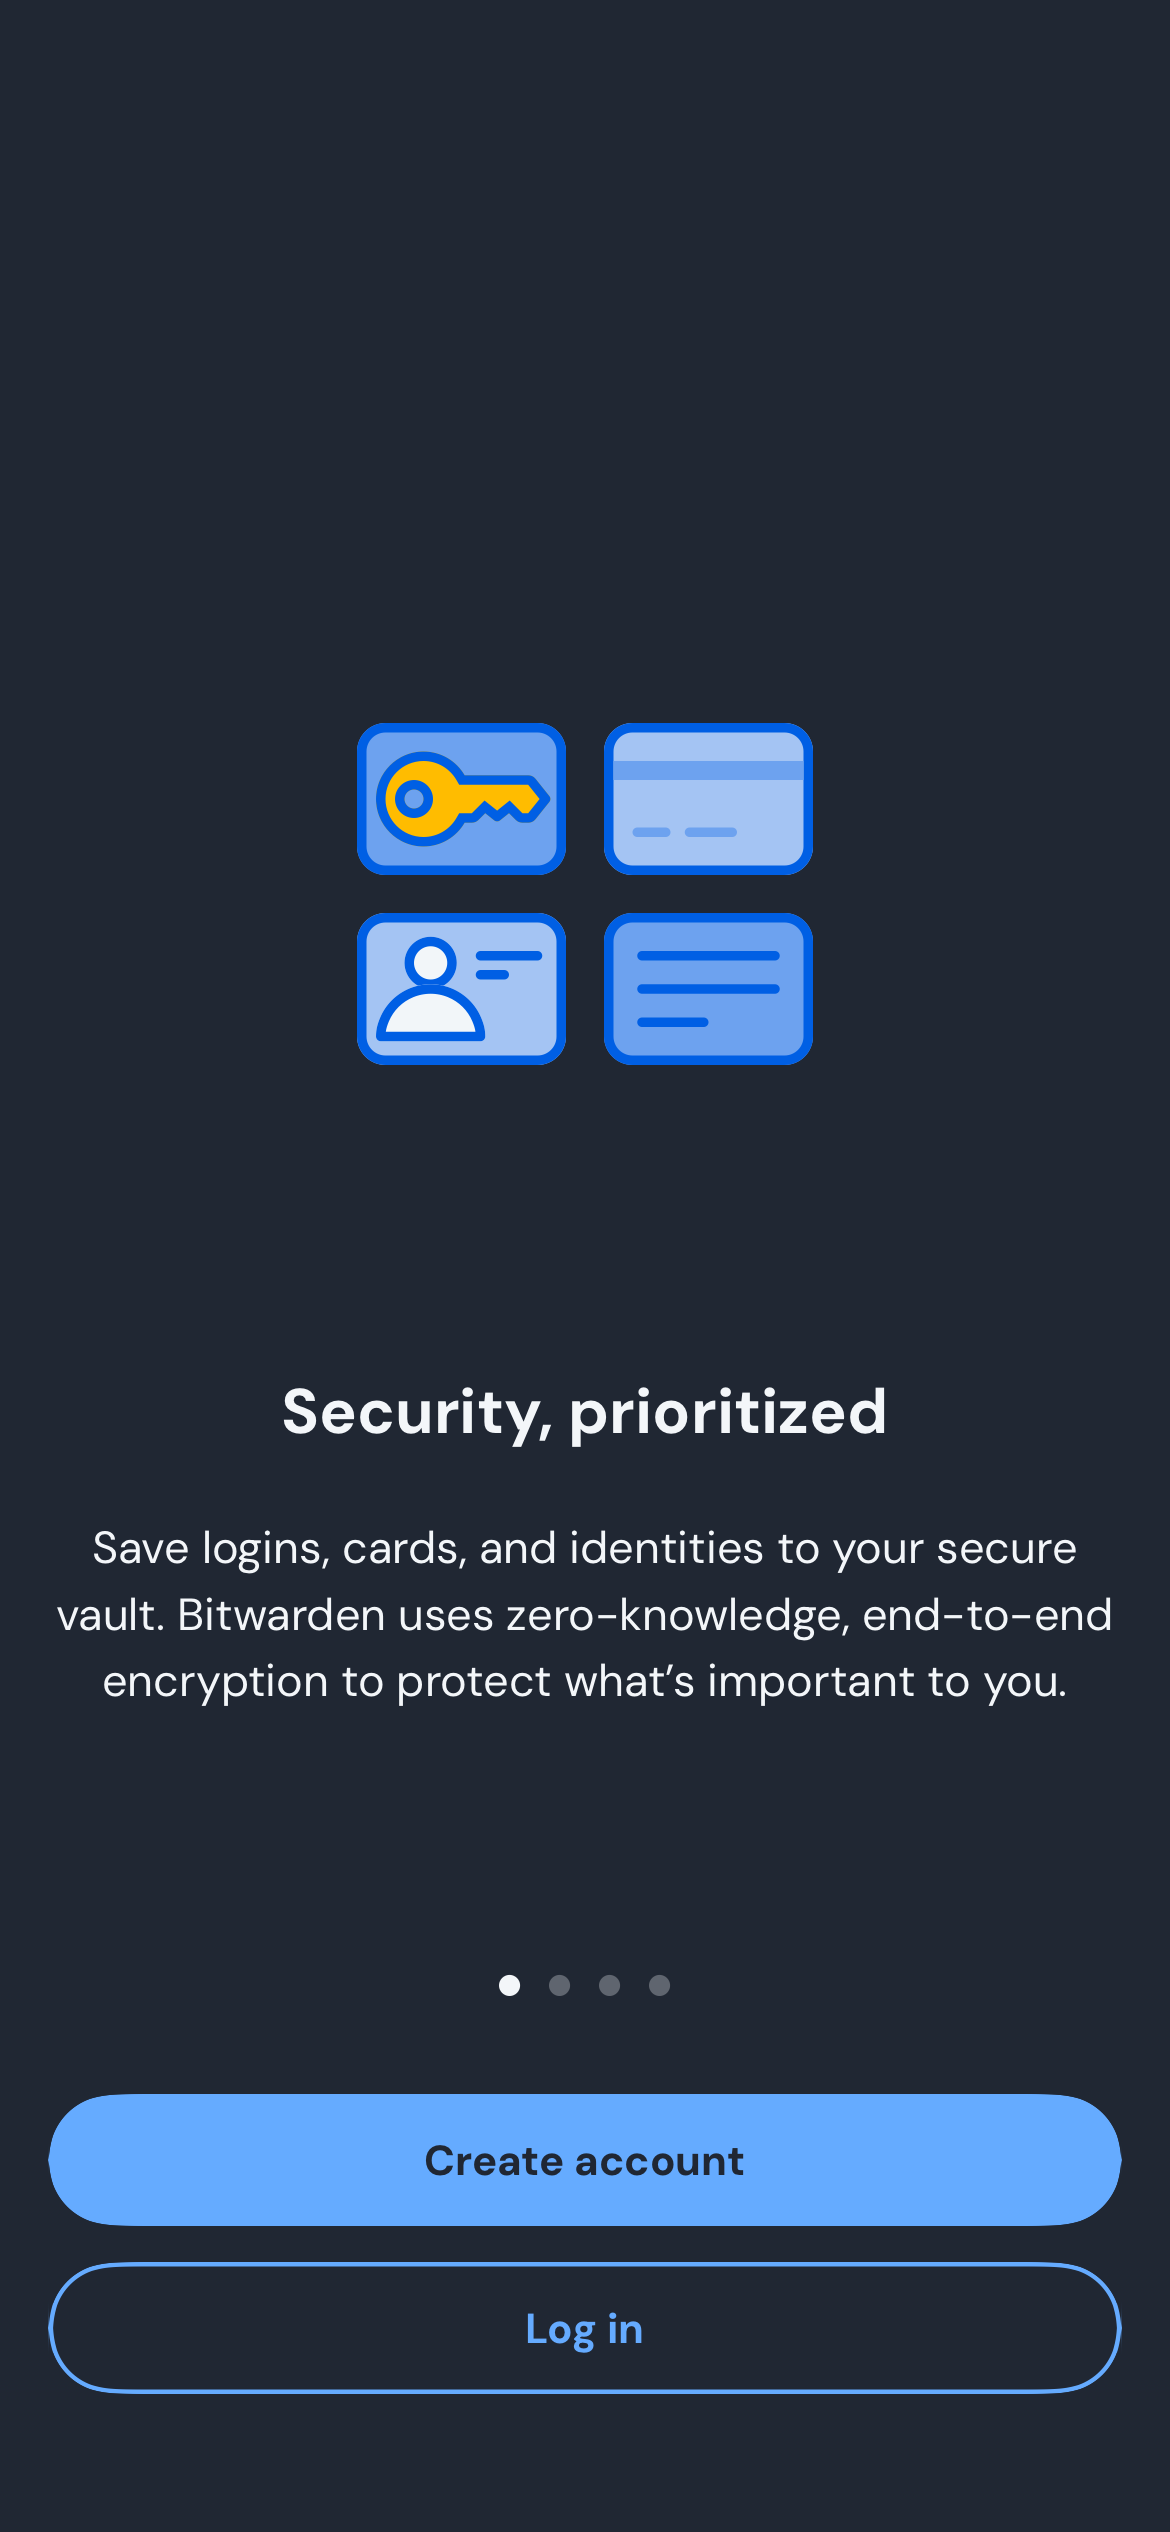 Security, prioritized
Save logins, cards, and identities to your secure
vault. Bitwarden uses zero-knowledge, end-to-end
encryption to protect what’s important to you.
Create account
Log in